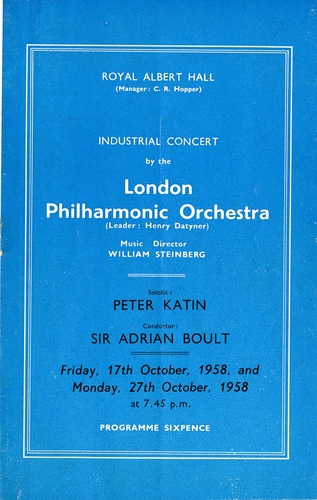 ROYAL ALBERT HALL
(Manager: C. R. Hopper)
INDUSTRIAL CONCERT
by the
London
Philharmonic Orchestra
(Leader: Henry Datyner)
Music Director
WILLIAM STEINBERG
Soloist:
PETER KATIN
Conductor:
SIR ADRIAN BOULT
Friday, 17th October, 1958, and
Monday, 27th October, 1958
at 7.45 p.m.
PROGRAMME SIXPENCE